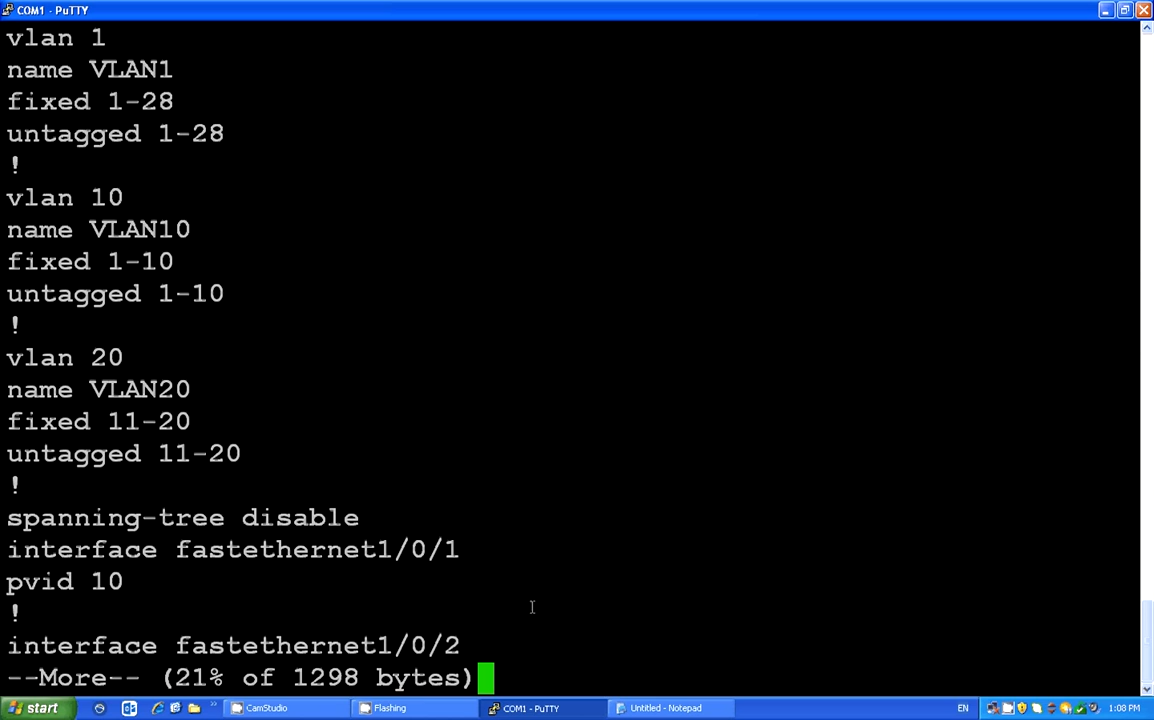 COM1 - PuTTY
vlan 1
name VLAN1
fixed 1-28
untagged 1-28
!
vlan 10
name VLAN10
fixed 1-10
untagged 1-10
!
vlan 20
name VLAN20
fixed 11-20
untagged 11-20
!
spanning-tree disable
interface fastethernet1/0/1
pvid 10
!
interface fastethernet1/0/2
--More-- (21% of 1298 bytes)
start CamStudio Flashing COM1 - PuTTY Untitled - Notepad EN 1:08 PM